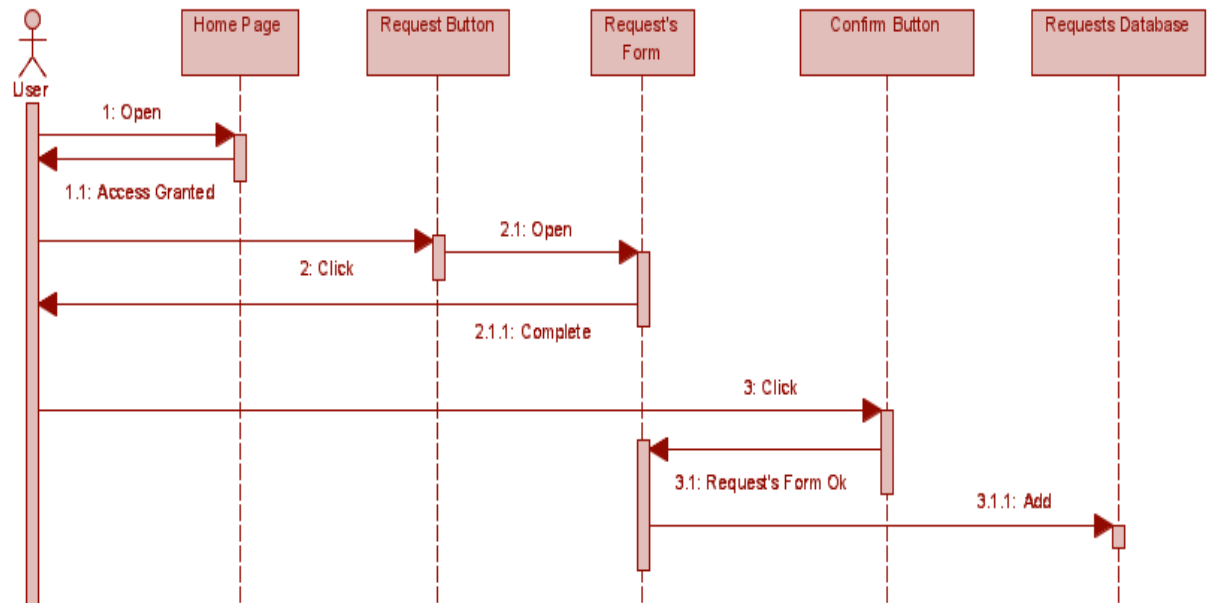 Home Page
Request Button
Request's
Form
Confirm Button
Requests Database
User
1: Open
1.1: Access Granted
2.1: Open
2: Click
2.1.1: Complete
3: Click
3.1: Request's Form Ok
3.1.1: Add